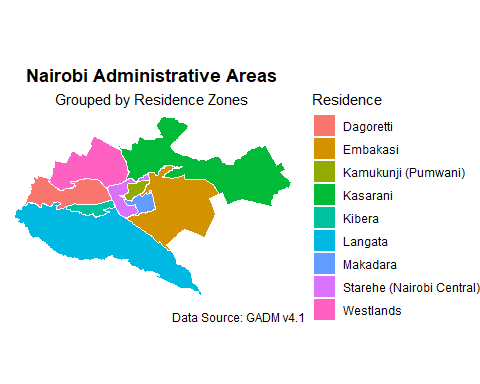 Nairobi Administrative Areas
Grouped by Residence Zones
Residence
Dagoretti
Embakasi
Kamukunji (Pumwani)
Kasarani
Kibera
Langata
Makadara
Starehe (Nairobi Central)
Westlands
Data Source: GADM v4.1